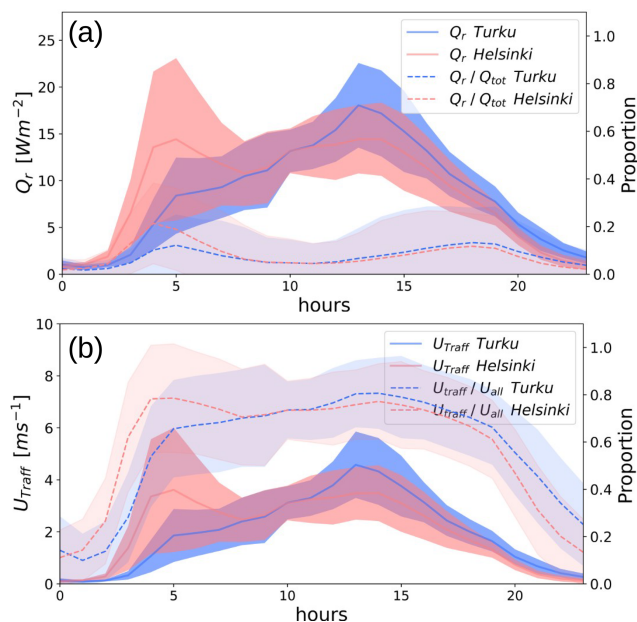 (a)
Q_r Turku
Q_r Helsinki
Q_r / Q_tot Turku
Q_r / Q_tot Helsinki
25
20
15
10
5
0
Q_r [Wm⁻²]
1.0
0.8
0.6
0.4
0.2
0.0
Proportion
0 5 10 15 20
hours
(b)
U_Traff Turku
U_Traff Helsinki
U_traff / U_all Turku
U_traff / U_all Helsinki
10
8
6
4
2
0
U_Traff [ms⁻¹]
1.0
0.8
0.6
0.4
0.2
0.0
Proportion
0 5 10 15 20
hours